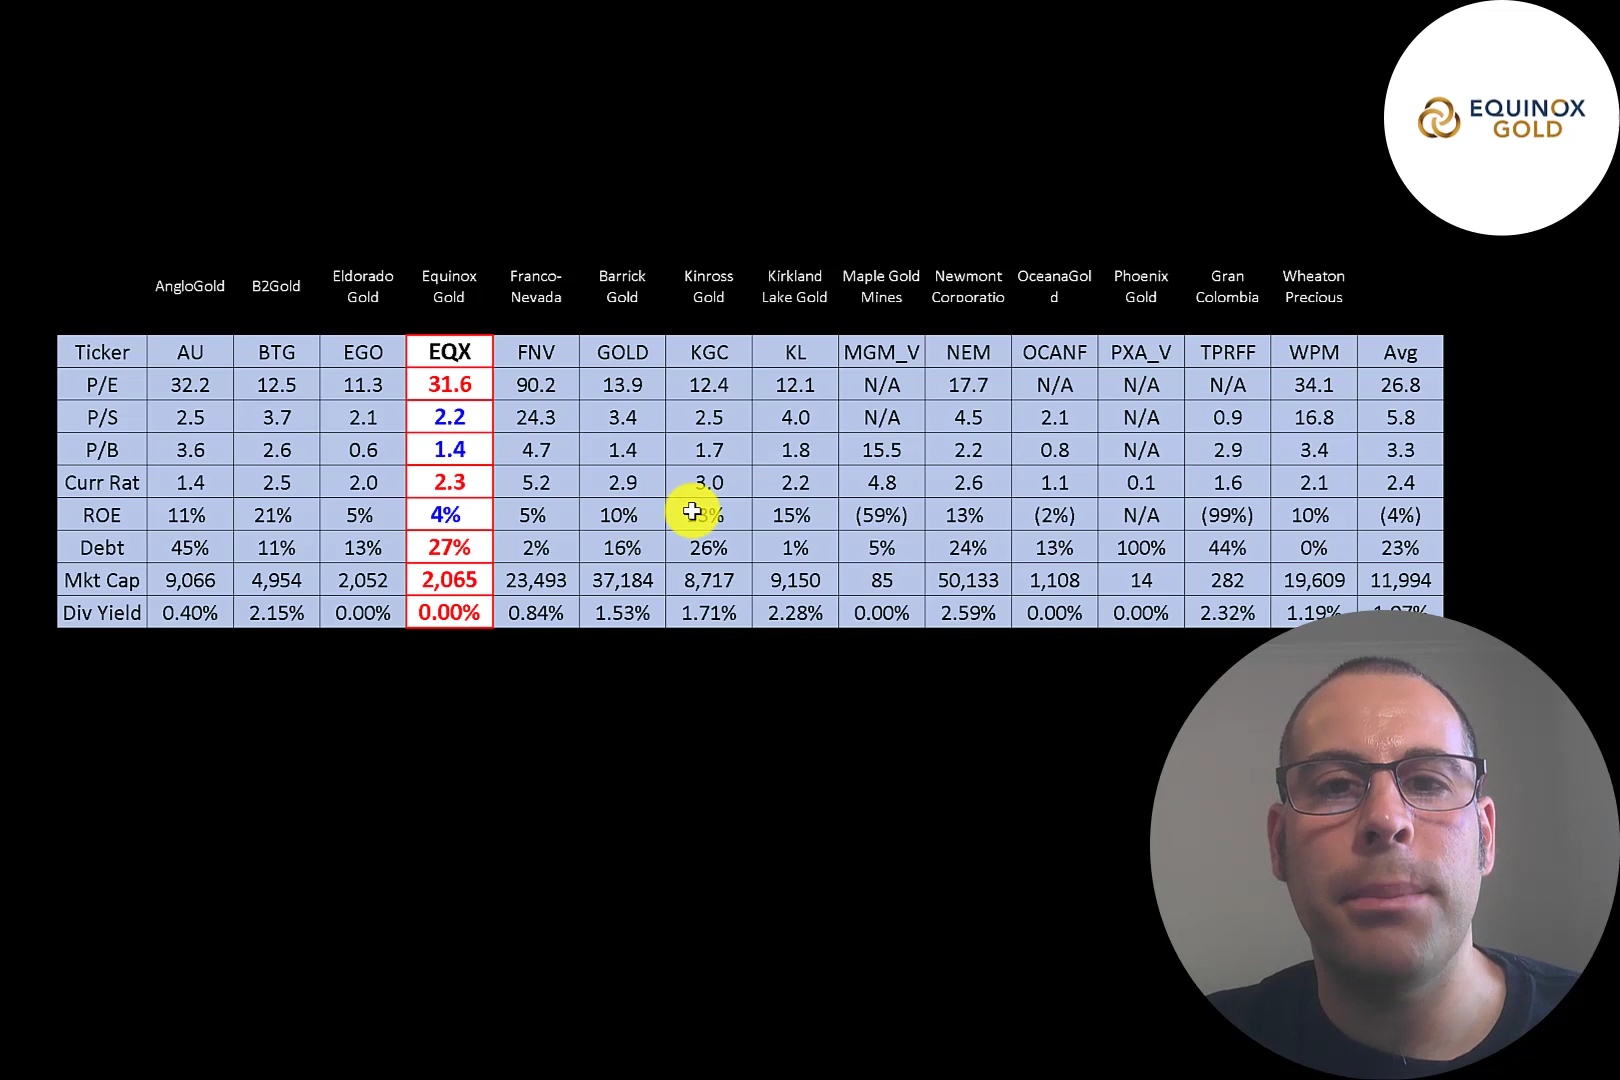 EQUINOX
GOLD
AngloGold B2Gold Eldorado Gold Equinox Gold Franco-Nevada Barrick Gold Kinross Gold Kirkland Lake Gold Maple Gold Mines Newmont Corporatio OceanaGol d Phoenix Gold Gran Colombia Wheaton Precious
Ticker AU BTG EGO EQX FNV GOLD KGC KL MGM_V NEM OCANF PXA_V TPRFF WPM Avg
P/E 32.2 12.5 11.3 31.6 90.2 13.9 12.4 12.1 N/A 17.7 N/A N/A N/A 34.1 26.8
P/S 2.5 3.7 2.1 2.2 24.3 3.4 2.5 4.0 N/A 4.5 2.1 N/A 0.9 16.8 5.8
P/B 3.6 2.6 0.6 1.4 4.7 1.4 1.7 1.8 15.5 2.2 0.8 N/A 2.9 3.4 3.3
Curr Rat 1.4 2.5 2.0 2.3 5.2 2.9 3.0 2.2 4.8 2.6 1.1 0.1 1.6 2.1 2.4
ROE 11% 21% 5% 4% 5% 10% 15% (59%) 13% (2%) N/A (99%) 10% (4%)
Debt 45% 11% 13% 27% 2% 16% 26% 1% 5% 24% 13% 100% 44% 0% 23%
Mkt Cap 9,066 4,954 2,052 2,065 23,493 37,184 8,717 9,150 85 50,133 1,108 14 282 19,609 11,994
Div Yield 0.40% 2.15% 0.00% 0.00% 0.84% 1.53% 1.71% 2.28% 0.00% 2.59% 0.00% 0.00% 2.32% 1.19%